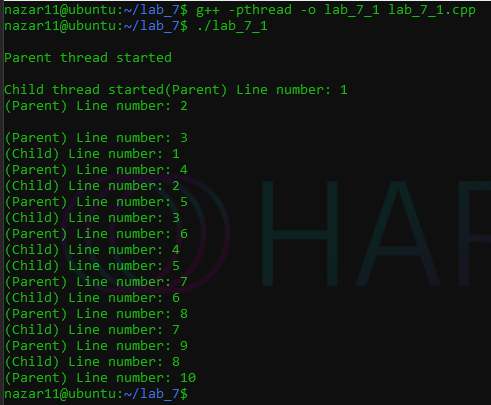 nazar11@ubuntu:~/lab_7$ g++ -pthread -o lab_7_1 lab_7_1.cpp
nazar11@ubuntu:~/lab_7$ ./lab_7_1
Parent thread started
Child thread started(Parent) Line number: 1
(Parent) Line number: 2
(Parent) Line number: 3
(Child) Line number: 1
(Parent) Line number: 4
(Child) Line number: 2
(Parent) Line number: 5
(Child) Line number: 3
(Parent) Line number: 6
(Child) Line number: 4
(Child) Line number: 5
(Parent) Line number: 7
(Child) Line number: 6
(Parent) Line number: 8
(Child) Line number: 7
(Parent) Line number: 9
(Child) Line number: 8
(Parent) Line number: 10
nazar11@ubuntu:~/lab_7$